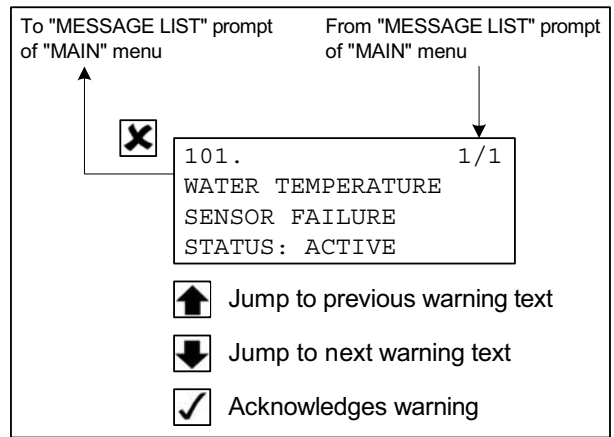 To "MESSAGE LIST" prompt
of "MAIN" menu
From "MESSAGE LIST" prompt
of "MAIN" menu
101. 1/1
WATER TEMPERATURE
SENSOR FAILURE
STATUS: ACTIVE
Jump to previous warning text
Jump to next warning text
Acknowledges warning